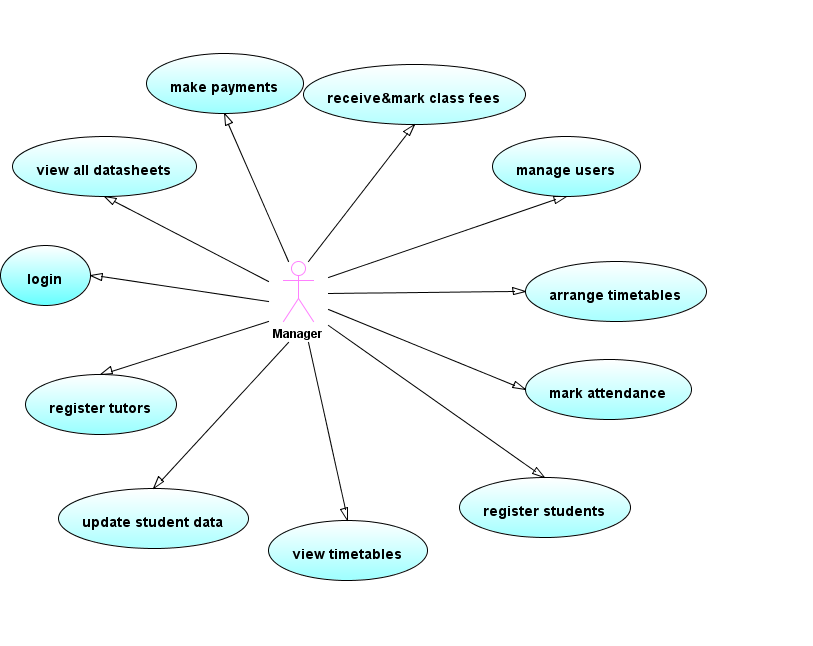 make payments
receive&mark class fees
view all datasheets
manage users
login
arrange timetables
Manager
mark attendance
register tutors
register students
update student data
view timetables